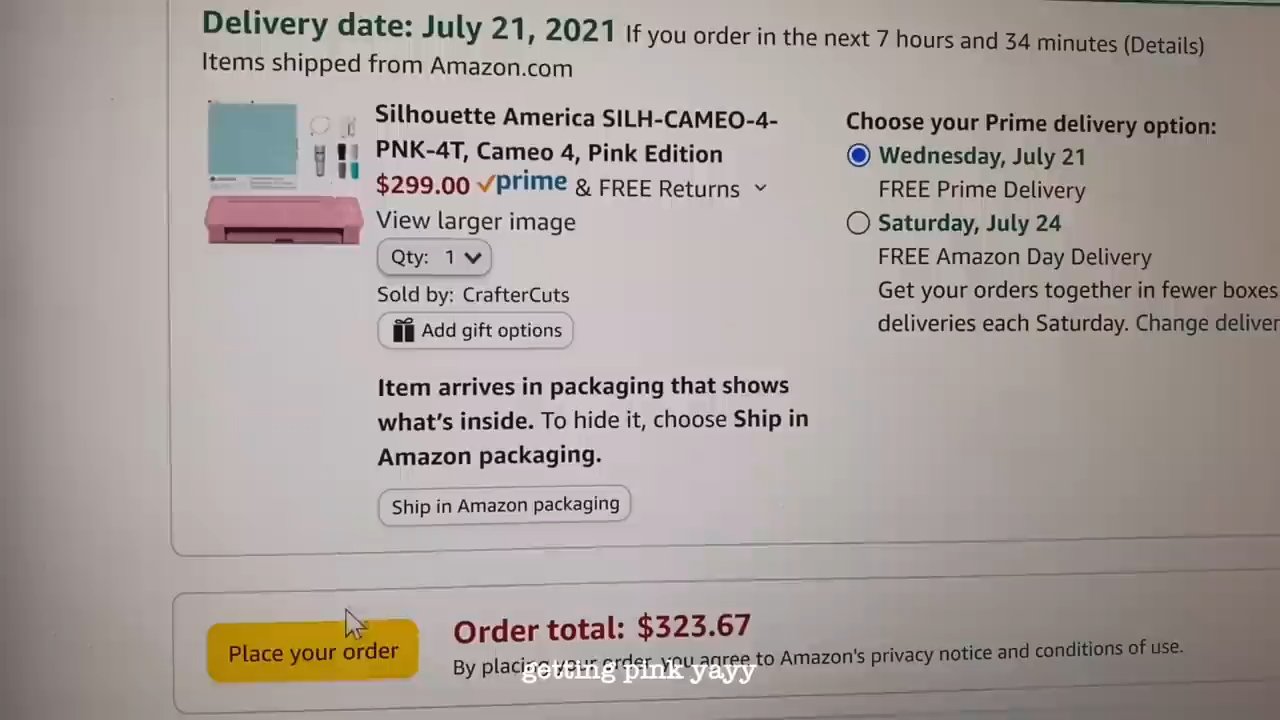 Delivery date: July 21, 2021 If you order in the next 7 hours and 34 minutes (Details)
Items shipped from Amazon.com
Silhouette America SILH-CAMEO-4-
PNK-4T, Cameo 4, Pink Edition
$299.00 prime & FREE Returns
View larger image
Qty: 1
Sold by: CrafterCuts
Add gift options
Item arrives in packaging that shows
what's inside. To hide it, choose Ship in
Amazon packaging.
Ship in Amazon packaging
Choose your Prime delivery option:
Wednesday, July 21
FREE Prime Delivery
Saturday, July 24
FREE Amazon Day Delivery
Get your orders together in fewer boxes
deliveries each Saturday. Change deliver
Place your order
Order total: $323.67
By placing your order, you agree to Amazon's privacy notice and conditions of use.
getting pink yayy